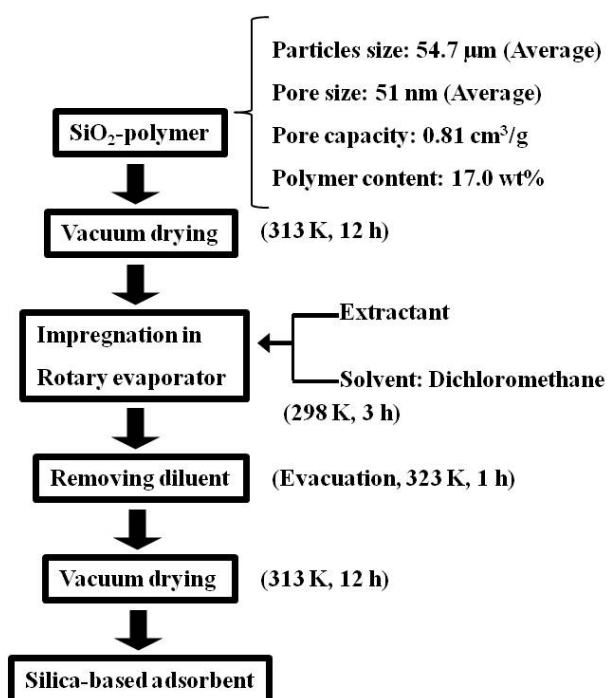 Particles size: 54.7 μm (Average)
Pore size: 51 nm (Average)
SiO₂-polymer
Pore capacity: 0.81 cm³/g
Polymer content: 17.0 wt%
Vacuum drying
(313 K, 12 h)
Impregnation in
Rotary evaporator
Extractant
Solvent: Dichloromethane
(298 K, 3 h)
Removing diluent
(Evacuation, 323 K, 1 h)
Vacuum drying
(313 K, 12 h)
Silica-based adsorbent